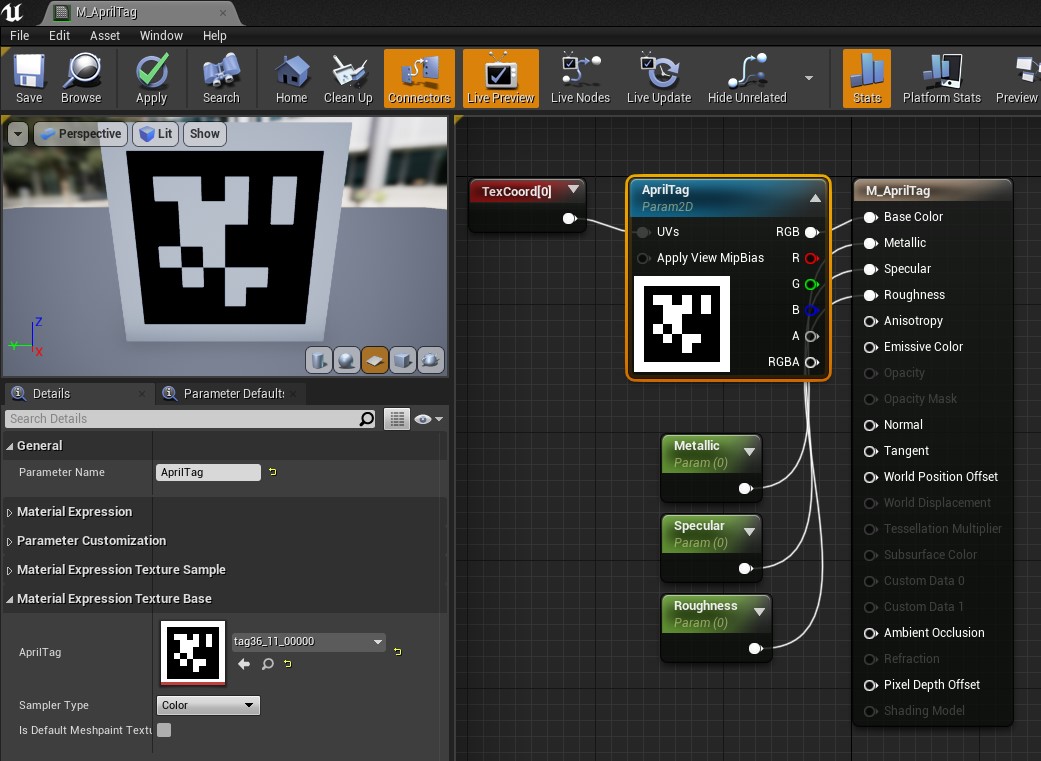 M_AprilTag
File Edit Asset Window Help
Save Browse Apply Search Home Clean Up Connectors Live Preview Live Nodes Live Update Hide Unrelated Stats Platform Stats Preview
Perspective Lit Show
Z
Y
X
TexCoord[0]
AprilTag
Param2D
UVs RGB
Apply View MipBias R
G
B
A
RGBA
M_AprilTag
Base Color
Metallic
Specular
Roughness
Anisotropy
Emissive Color
Opacity
Opacity Mask
Normal
Tangent
World Position Offset
World Displacement
Tessellation Multiplier
Subsurface Color
Custom Data 0
Custom Data 1
Ambient Occlusion
Refraction
Pixel Depth Offset
Shading Model
Metallic
Param (0)
Specular
Param (0)
Roughness
Param (0)
Details Parameter Default
Search Details
General
Parameter Name AprilTag
Material Expression
Parameter Customization
Material Expression Texture Sample
Material Expression Texture Base
AprilTag tag36_11_00000
Sampler Type Color
Is Default Meshpaint Textu